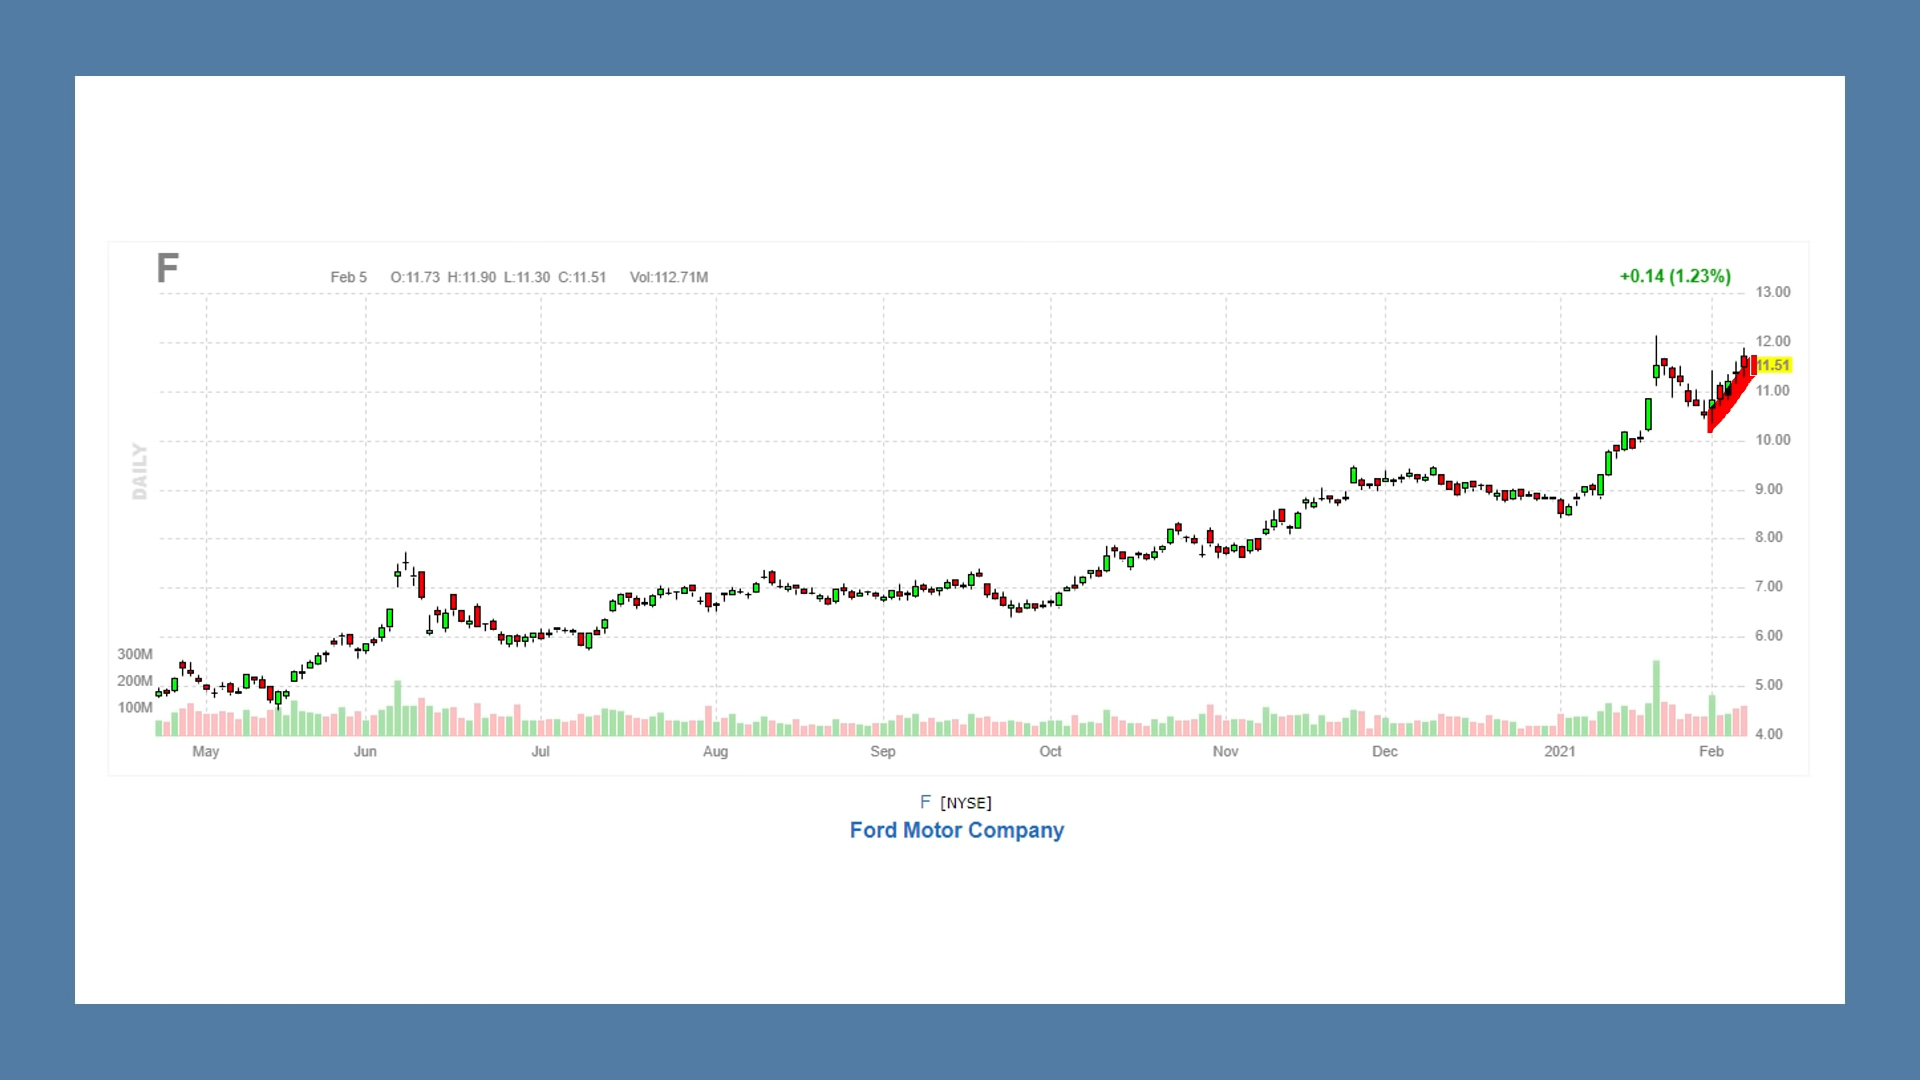 F
Feb 5 O:11.73 H:11.90 L:11.30 C:11.51 Vol:112.71M
+0.14 (1.23%)
13.00
12.00
11.51
11.00
10.00
9.00
8.00
7.00
6.00
5.00
4.00
DAILY
300M
200M
100M
May Jun Jul Aug Sep Oct Nov Dec 2021 Feb
F [NYSE]
Ford Motor Company